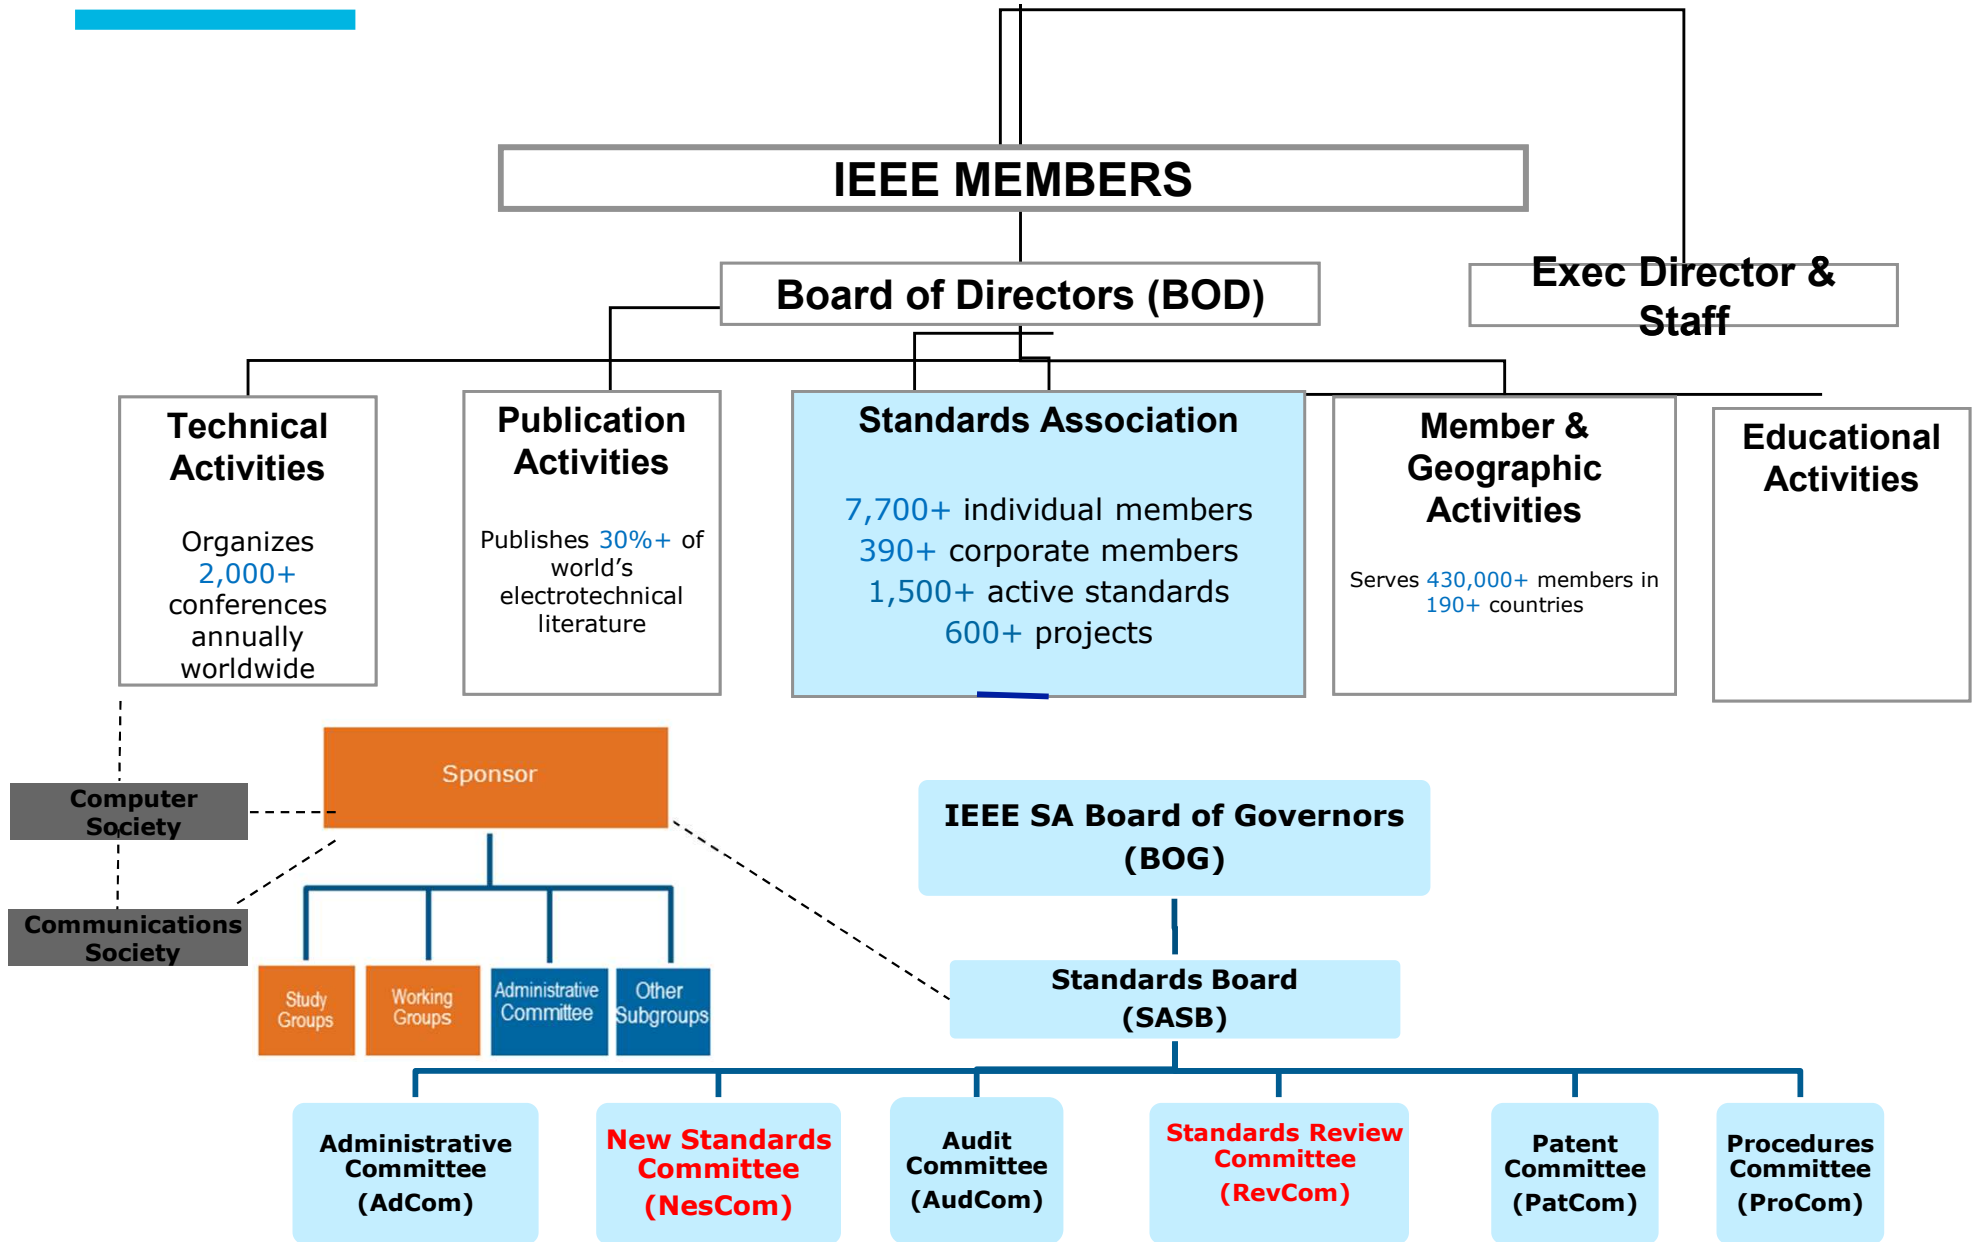 IEEE MEMBERS
Board of Directors (BOD)
Exec Director &
Staff
Technical
Activities
Organizes
2,000+
conferences
annually
worldwide
Publication
Activities
Publishes 30%+ of
world’s
electrotechnical
literature
Standards Association
7,700+ individual members
390+ corporate members
1,500+ active standards
600+ projects
Member &
Geographic
Activities
Serves 430,000+ members in
190+ countries
Educational
Activities
Sponsor
Computer
Society
Communications
Society
Study
Groups
Working
Groups
Administrative
Committee
Other
Subgroups
IEEE SA Board of Governors
(BOG)
Standards Board
(SASB)
Administrative
Committee
(AdCom)
New Standards
Committee
(NesCom)
Audit
Committee
(AudCom)
Standards Review
Committee
(RevCom)
Patent
Committee
(PatCom)
Procedures
Committee
(ProCom)